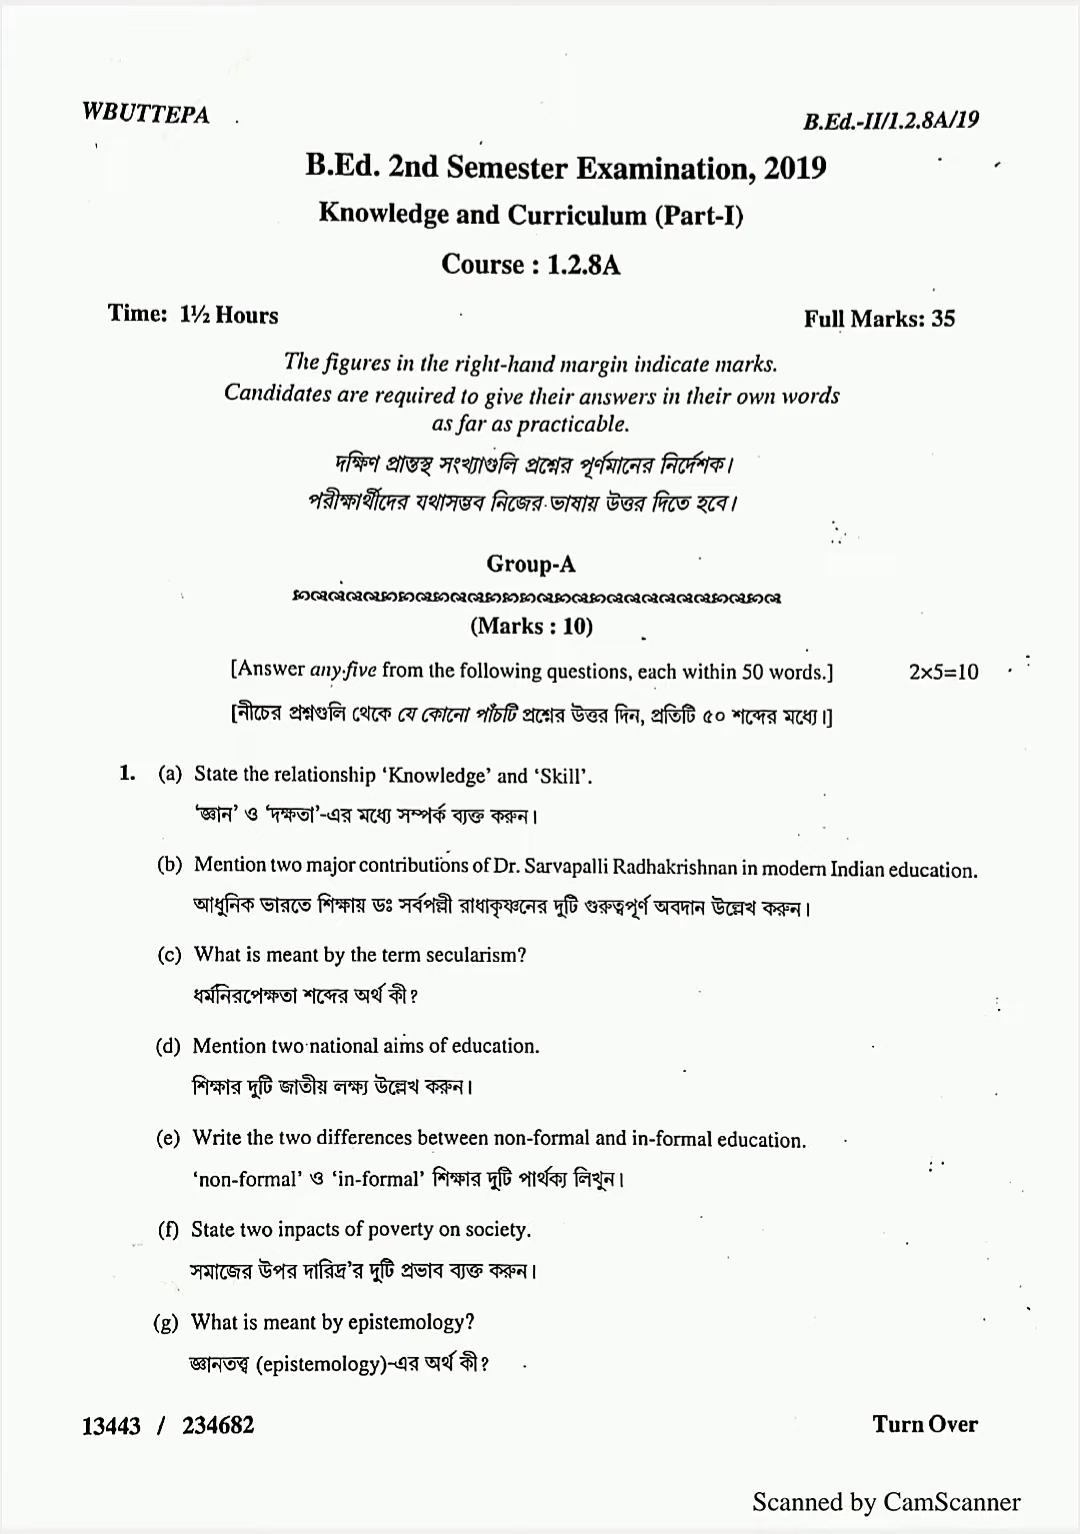 WBUTTEPA
B.Ed.-II/1.2.8A/19
B.Ed. 2nd Semester Examination, 2019
Knowledge and Curriculum (Part-I)
Course : 1.2.8A
Time: 1½ Hours
Full Marks: 35
The figures in the right-hand margin indicate marks.
Candidates are required to give their answers in their own words
as far as practicable.
দক্ষিণ প্রান্তস্থ সংখ্যাগুলি প্রশ্নের পূর্ণমানের নির্দেশক।
পরীক্ষার্থীদের যথাসম্ভব নিজের ভাষায় উত্তর দিতে হবে।
Group-A
(Marks : 10)
[Answer any five from the following questions, each within 50 words.] 2×5=10
[নীচের প্রশ্নগুলি থেকে যে কোনো পাঁচটি প্রশ্নের উত্তর দিন, প্রতিটি ৫০ শব্দের মধ্যে।]
1. (a) State the relationship ‘Knowledge’ and ‘Skill’.
‘জ্ঞান’ ও ‘দক্ষতা’-এর মধ্যে সম্পর্ক ব্যক্ত করুন।
(b) Mention two major contributions of Dr. Sarvapalli Radhakrishnan in modern Indian education.
আধুনিক ভারতে শিক্ষায় ডঃ সর্বপল্লী রাধাকৃষ্ণনের দুটি গুরুত্বপূর্ণ অবদান উল্লেখ করুন।
(c) What is meant by the term secularism?
ধর্মনিরপেক্ষতা শব্দের অর্থ কী?
(d) Mention two national aims of education.
শিক্ষার দুটি জাতীয় লক্ষ্য উল্লেখ করুন।
(e) Write the two differences between non-formal and in-formal education.
‘non-formal’ ও ‘in-formal’ শিক্ষার দুটি পার্থক্য লিখুন।
(f) State two inpacts of poverty on society.
সমাজের উপর দারিদ্র’র দুটি প্রভাব ব্যক্ত করুন।
(g) What is meant by epistemology?
জ্ঞানতত্ত্ব (epistemology)-এর অর্থ কী?
13443 / 234682
Turn Over
Scanned by CamScanner